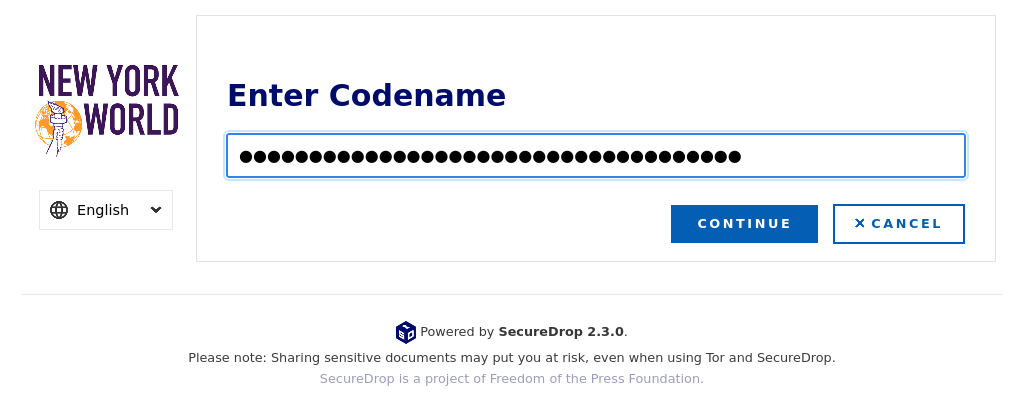 NEW YORK
WORLD
English
Enter Codename
●●●●●●●●●●●●●●●●●●●●●●●●●●●●●●●●●●●●
CONTINUE
✕ CANCEL
Powered by SecureDrop 2.3.0.
Please note: Sharing sensitive documents may put you at risk, even when using Tor and SecureDrop.
SecureDrop is a project of Freedom of the Press Foundation.